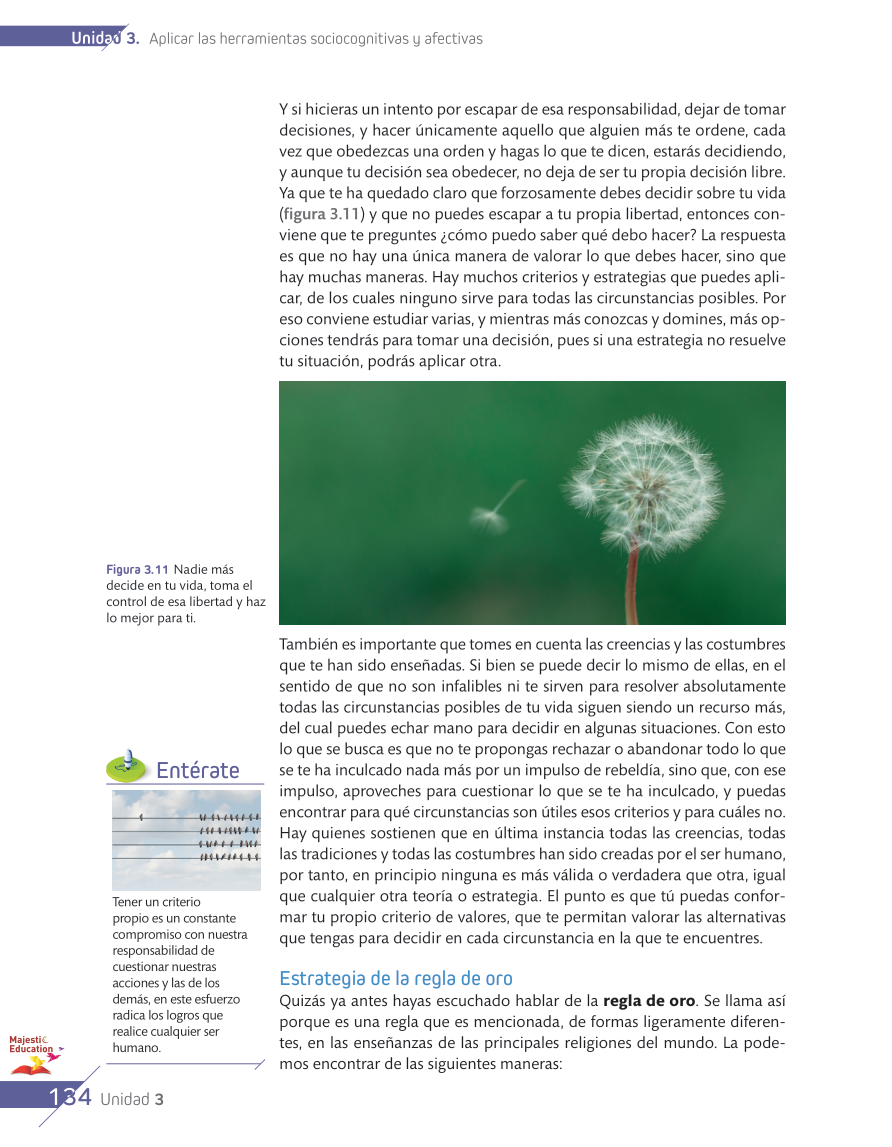 Unidad 3. Aplicar las herramientas sociocognitivas y afectivas
Y si hicieras un intento por escapar de esa responsabilidad, dejar de tomar
decisiones, y hacer únicamente aquello que alguien más te ordene, cada
vez que obedezcas una orden y hagas lo que te dicen, estarás decidiendo,
y aunque tu decisión sea obedecer, no deja de ser tu propia decisión libre.
Ya que te ha quedado claro que forzosamente debes decidir sobre tu vida
(figura 3.11) y que no puedes escapar a tu propia libertad, entonces con-
viene que te preguntes ¿cómo puedo saber qué debo hacer? La respuesta
es que no hay una única manera de valorar lo que debes hacer, sino que
hay muchas maneras. Hay muchos criterios y estrategias que puedes apli-
car, de los cuales ninguno sirve para todas las circunstancias posibles. Por
eso conviene estudiar varias, y mientras más conozcas y domines, más op-
ciones tendrás para tomar una decisión, pues si una estrategia no resuelve
tu situación, podrás aplicar otra.
Figura 3.11 Nadie más
decide en tu vida, toma el
control de esa libertad y haz
lo mejor para ti.
También es importante que tomes en cuenta las creencias y las costumbres
que te han sido enseñadas. Si bien se puede decir lo mismo de ellas, en el
sentido de que no son infalibles ni te sirven para resolver absolutamente
todas las circunstancias posibles de tu vida siguen siendo un recurso más,
del cual puedes echar mano para decidir en algunas situaciones. Con esto
lo que se busca es que no te propongas rechazar o abandonar todo lo que
se te ha inculcado nada más por un impulso de rebeldía, sino que, con ese
impulso, aproveches para cuestionar lo que se te ha inculcado, y puedas
encontrar para qué circunstancias son útiles esos criterios y para cuáles no.
Hay quienes sostienen que en última instancia todas las creencias, todas
las tradiciones y todas las costumbres han sido creadas por el ser humano,
por tanto, en principio ninguna es más válida o verdadera que otra, igual
que cualquier otra teoría o estrategia. El punto es que tú puedas confor-
mar tu propio criterio de valores, que te permitan valorar las alternativas
que tengas para decidir en cada circunstancia en la que te encuentres.
Entérate
Tener un criterio
propio es un constante
compromiso con nuestra
responsabilidad de
cuestionar nuestras
acciones y las de los
demás, en este esfuerzo
radica los logros que
realice cualquier ser
humano.
Estrategia de la regla de oro
Quizás ya antes hayas escuchado hablar de la regla de oro. Se llama así
porque es una regla que es mencionada, de formas ligeramente diferen-
tes, en las enseñanzas de las principales religiones del mundo. La pode-
mos encontrar de las siguientes maneras:
Majestic
Education
134 Unidad 3